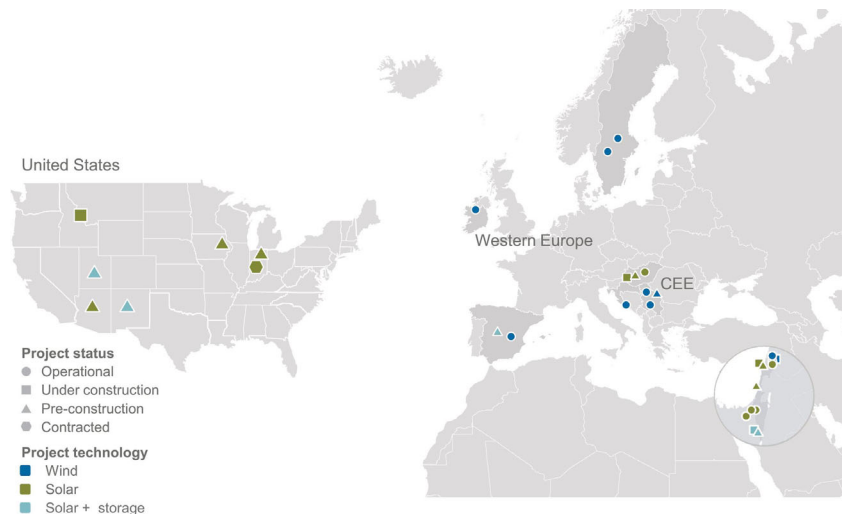 United States
Western Europe
CEE
Project status
Operational
Under construction
Pre-construction
Contracted
Project technology
Wind
Solar
Solar + storage